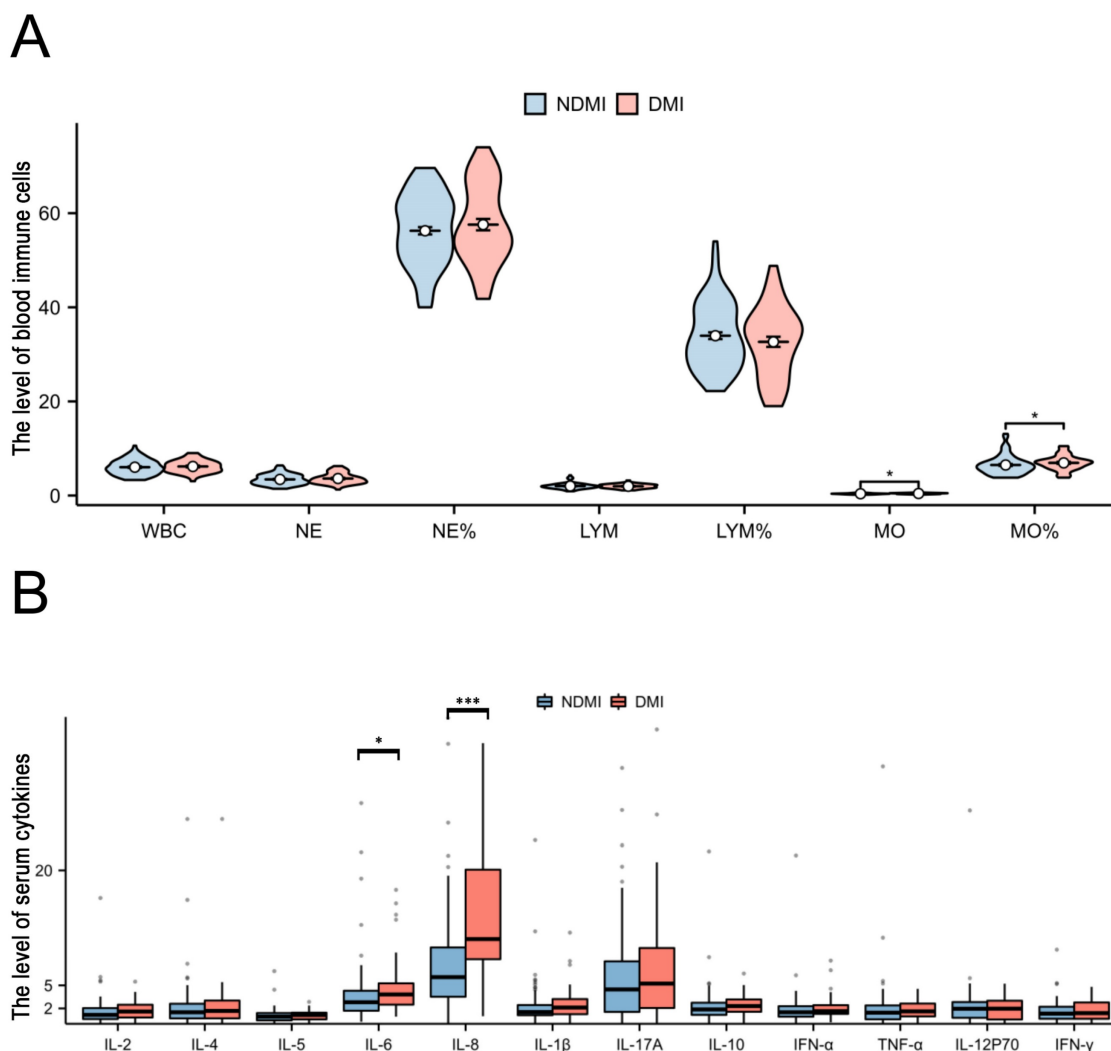 A
NDMI DMI
The level of blood immune cells
60
40
20
0
*
*
WBC NE NE% LYM LYM% MO MO%
B
NDMI DMI
***
*
The level of serum cytokines
20
5
2
IL-2 IL-4 IL-5 IL-6 IL-8 IL-1β IL-17A IL-10 IFN-α TNF-α IL-12P70 IFN-γ